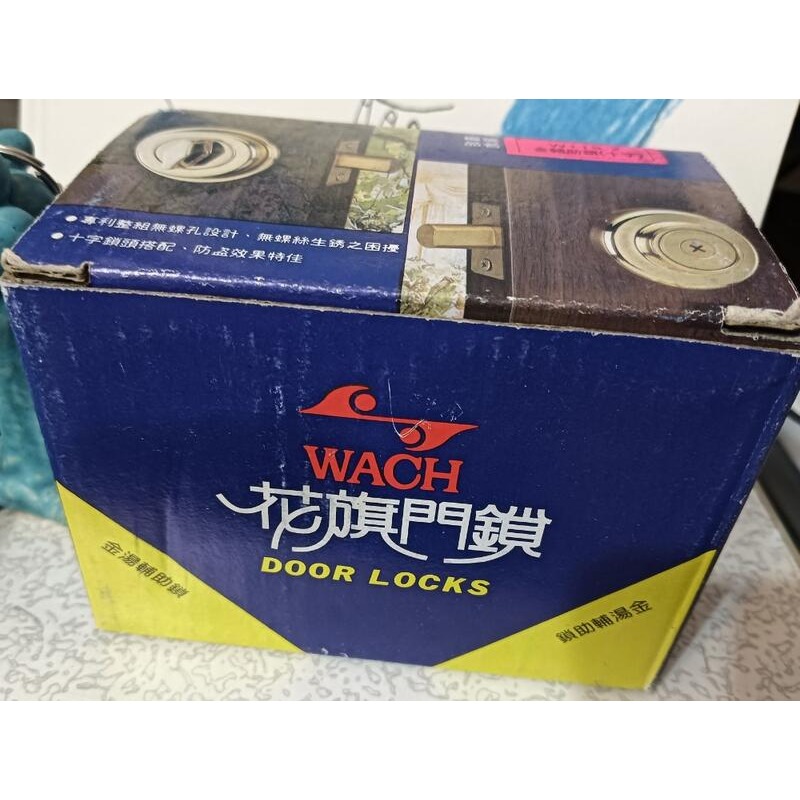 • 專利整組無螺孔設計、無螺絲生銹之困擾
• 十字鎖頭搭配、防盜效果特佳
WACH
花旗門鎖
DOOR LOCKS
金湯輔助鎖
鎖助輔湯金